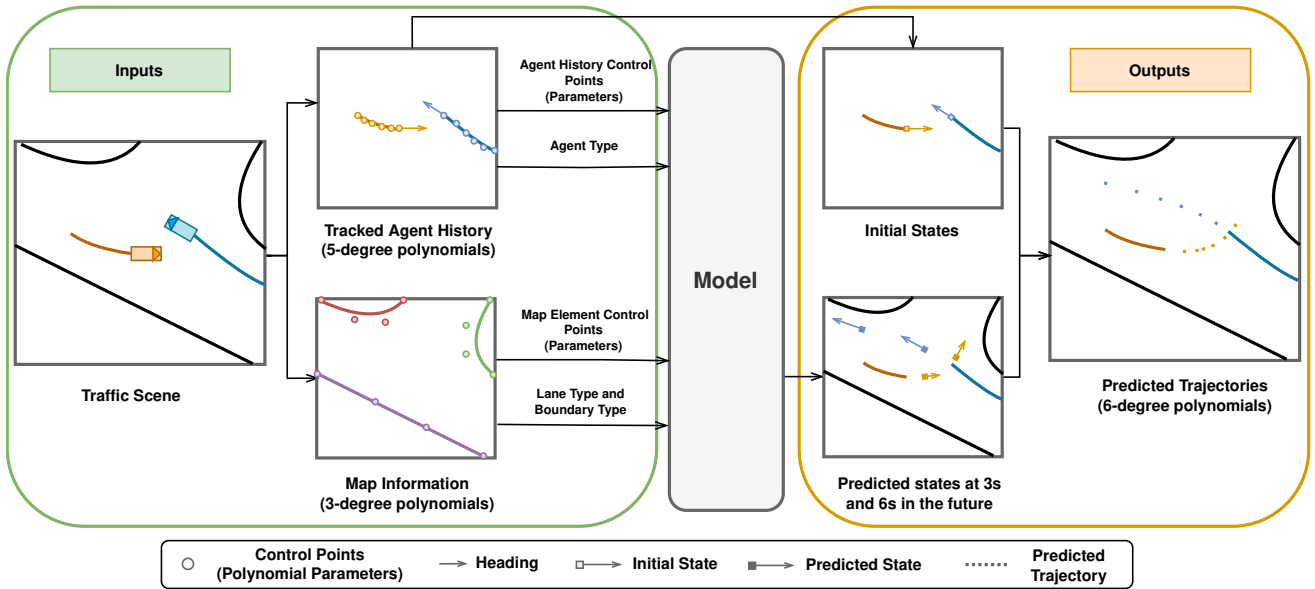 Inputs
Traffic Scene
Tracked Agent History
(5-degree polynomials)
Map Information
(3-degree polynomials)
Agent History Control
Points
(Parameters)
Agent Type
Map Element Control
Points
(Parameters)
Lane Type and
Boundary Type
Model
Outputs
Initial States
Predicted states at 3s
and 6s in the future
Predicted Trajectories
(6-degree polynomials)
Control Points
(Polynomial Parameters)
Heading
Initial State
Predicted State
Predicted
Trajectory